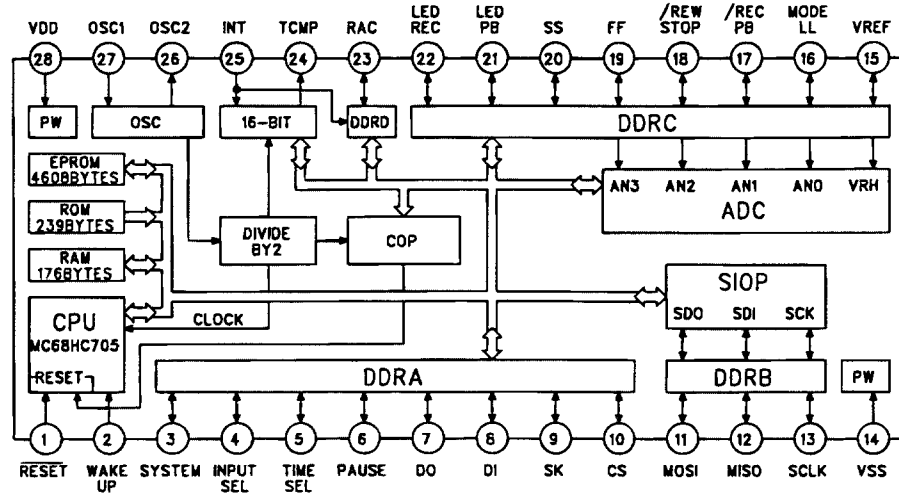 VDD OSC1 OSC2 INT TCMP RAC LED REC LED PB SS FF /REW STOP /REC PB MODE LL VREF
28 27 26 25 24 23 22 21 20 19 18 17 16 15
PW OSC 16-BIT DDRD DDRC
EPROM
4608BYTES
AN3 AN2 AN1 AN0 VRH
ADC
ROM
239BYTES
DIVIDE
BY2
COP
RAM
176BYTES
SIOP
SDO SDI SCK
CPU
MC68HC705
RESET
CLOCK
DDRA DDRB PW
1 2 3 4 5 6 7 8 9 10 11 12 13 14
RESET WAKE UP SYSTEM INPUT SEL TIME SEL PAUSE DO DI SK CS MOSI MISO SCLK VSS